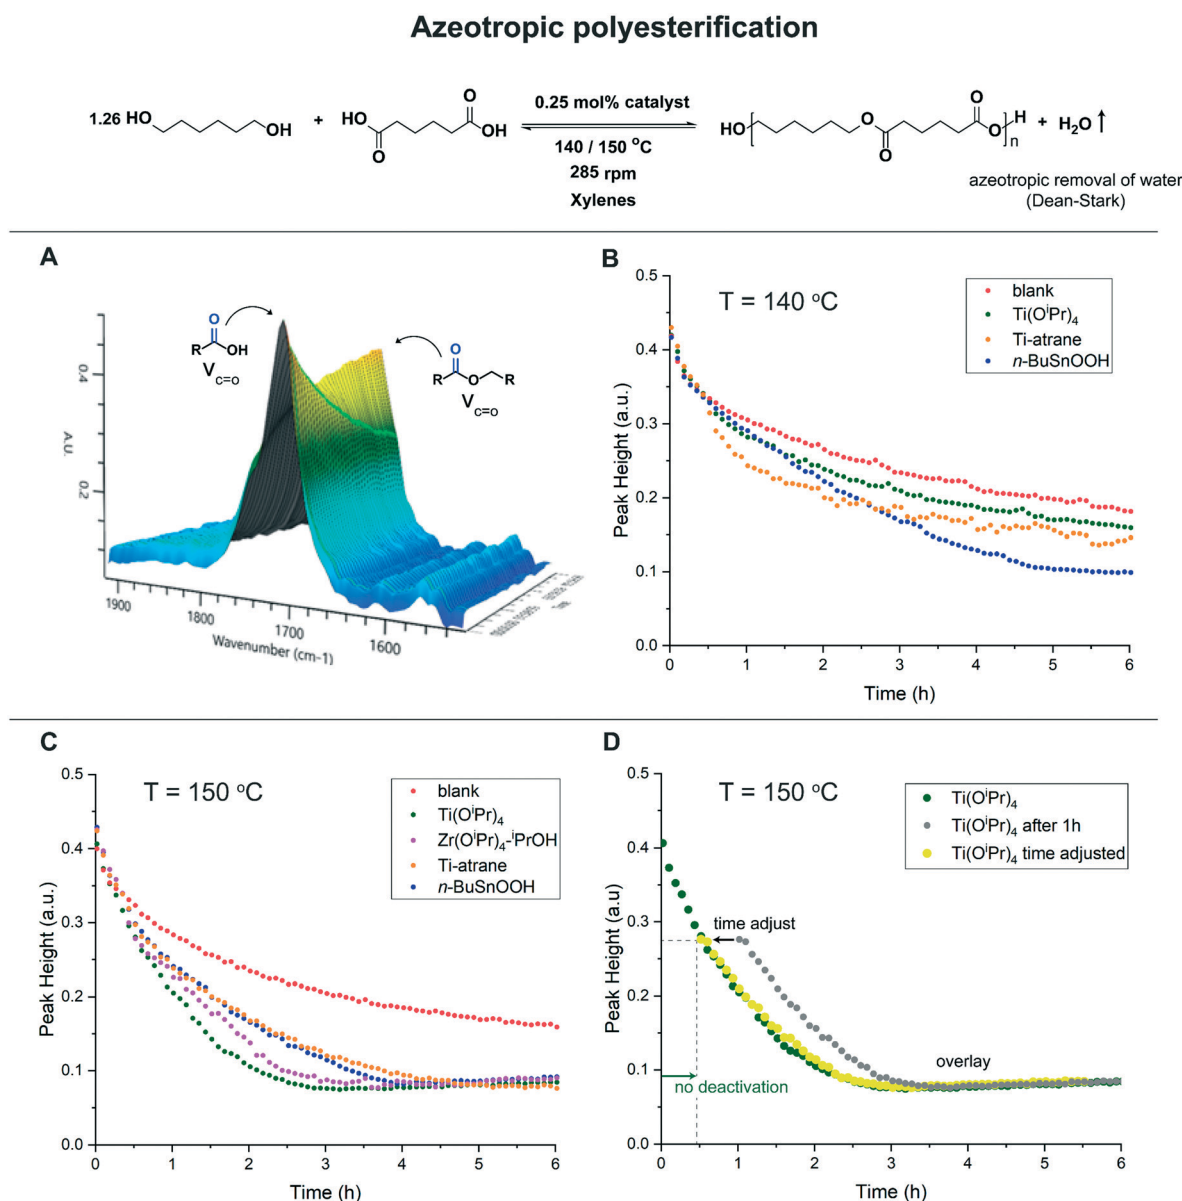 Azeotropic polyesterification
1.26 HO
OH
+
HO
O
O
OH
0.25 mol% catalyst
140 / 150 °C
285 rpm
Xylenes
HO
O
O
O
O
H
n
+ H₂O
azeotropic removal of water
(Dean-Stark)
A
O
R
OH
V C=O
O
R
O
R
V C=O
A.U.
0.4
0.2
1900
1800
1700
1600
Wavenumber (cm-1)
Time
B
T = 140 °C
blank
Ti(OⁱPr)₄
Ti-atrane
n-BuSnOOH
Peak Height (a.u.)
0.5
0.4
0.3
0.2
0.1
0.0
0 1 2 3 4 5 6
Time (h)
C
T = 150 °C
blank
Ti(OⁱPr)₄
Zr(OⁱPr)₄-ⁱPrOH
Ti-atrane
n-BuSnOOH
Peak Height (a.u.)
0.5
0.4
0.3
0.2
0.1
0.0
0 1 2 3 4 5 6
Time (h)
D
T = 150 °C
Ti(OⁱPr)₄
Ti(OⁱPr)₄ after 1h
Ti(OⁱPr)₄ time adjusted
time adjust
overlay
no deactivation
Peak Height (a.u.)
0.5
0.4
0.3
0.2
0.1
0.0
0 1 2 3 4 5 6
Time (h)